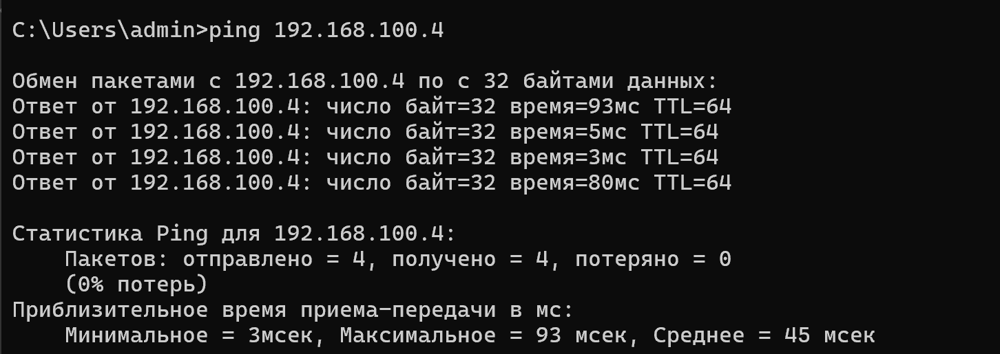 C:\Users\admin>ping 192.168.100.4
Обмен пакетами с 192.168.100.4 по с 32 байтами данных:
Ответ от 192.168.100.4: число байт=32 время=93мс TTL=64
Ответ от 192.168.100.4: число байт=32 время=5мс TTL=64
Ответ от 192.168.100.4: число байт=32 время=3мс TTL=64
Ответ от 192.168.100.4: число байт=32 время=80мс TTL=64
Статистика Ping для 192.168.100.4:
Пакетов: отправлено = 4, получено = 4, потеряно = 0
(0% потерь)
Приблизительное время приема-передачи в мс:
Минимальное = 3мсек, Максимальное = 93 мсек, Среднее = 45 мсек